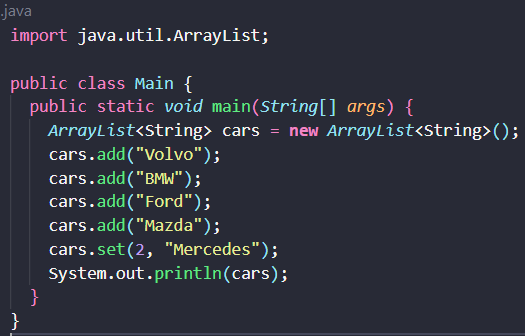 .java
import java.util.ArrayList;
public class Main {
public static void main(String[] args) {
ArrayList<String> cars = new ArrayList<String>();
cars.add("Volvo");
cars.add("BMW");
cars.add("Ford");
cars.add("Mazda");
cars.set(2, "Mercedes");
System.out.println(cars);
}
}